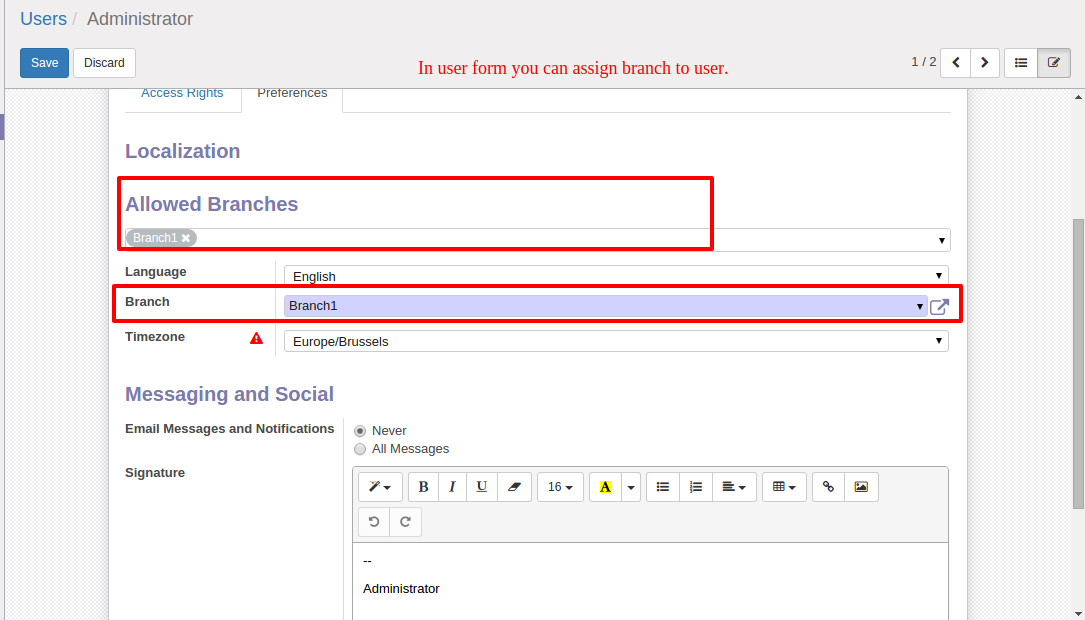 Users / Administrator
Save Discard
In user form you can assign branch to user.
1 / 2
Access Rights Preferences
Localization
Allowed Branches
Branch1
Language English
Branch Branch1
Timezone Europe/Brussels
Messaging and Social
Email Messages and Notifications Never
All Messages
Signature
B I U 16 A
--
Administrator